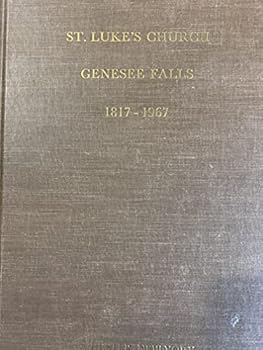 ST. LUKE'S CHURCH
GENESEE FALLS
1817-1967